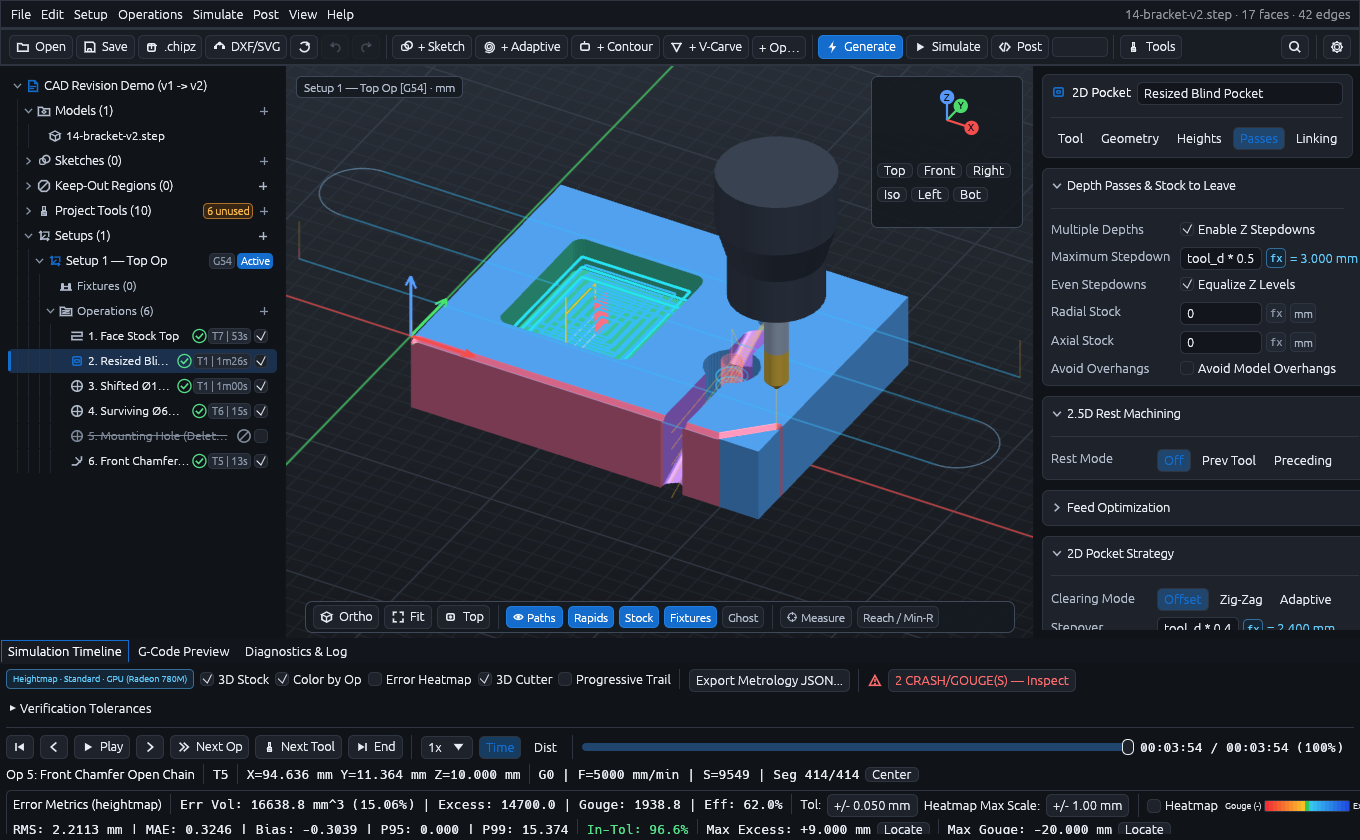 File Edit Setup Operations Simulate Post View Help 14-bracket-v2.step · 17 faces · 42 edges
Open Save .chipz DXF/SVG + Sketch + Adaptive + Contour + V-Carve + Op... Generate Simulate Post Tools
CAD Revision Demo (v1 -> v2)
Models (1) +
14-bracket-v2.step
Sketches (0) +
Keep-Out Regions (0) +
Project Tools (10) 6 unused +
Setups (1) +
Setup 1 — Top Op G54 Active
Fixtures (0)
Operations (6) +
1. Face Stock Top T7 | 53s
2. Resized Bli... T1 | 1m26s
3. Shifted Ø1... T1 | 1m00s
4. Surviving Ø6... T6 | 15s
5. Mounting Hole (Delet...
6. Front Chamfer... T5 | 13s
Setup 1 — Top Op [G54] · mm
Z
Y
X
Top Front Right
Iso Left Bot
Ortho Fit Top Paths Rapids Stock Fixtures Ghost Measure Reach / Min-R
2D Pocket Resized Blind Pocket
Tool Geometry Heights Passes Linking
Depth Passes & Stock to Leave
Multiple Depths Enable Z Stepdowns
Maximum Stepdown tool_d * 0.5 fx = 3.000 mm
Even Stepdowns Equalize Z Levels
Radial Stock 0 fx mm
Axial Stock 0 fx mm
Avoid Overhangs Avoid Model Overhangs
2.5D Rest Machining
Rest Mode Off Prev Tool Preceding
Feed Optimization
2D Pocket Strategy
Clearing Mode Offset Zig-Zag Adaptive
Stepover tool_d * 0.4 fx = 2.400 mm
Simulation Timeline G-Code Preview Diagnostics & Log
Heightmap · Standard · GPU (Radeon 780M) 3D Stock Color by Op Error Heatmap 3D Cutter Progressive Trail Export Metrology JSON... 2 CRASH/GOUGE(S) — Inspect
Verification Tolerances
Play Next Op Next Tool End 1x Time Dist 00:03:54 / 00:03:54 (100%)
Op 5: Front Chamfer Open Chain T5 X=94.636 mm Y=11.364 mm Z=10.000 mm G0 | F=5000 mm/min | S=9549 | Seg 414/414 Center
Error Metrics (heightmap) Err Vol: 16638.8 mm^3 (15.06%) | Excess: 14700.0 | Gouge: 1938.8 | Eff: 62.0% Tol: +/- 0.050 mm Heatmap Max Scale: +/- 1.00 mm Heatmap Gouge (-) Ex
RMS: 2.2113 mm | MAE: 0.3246 | Bias: -0.3039 | P95: 0.000 | P99: 15.374 In-Tol: 96.6% Max Excess: +9.000 mm Locate Max Gouge: -20.000 mm Locate